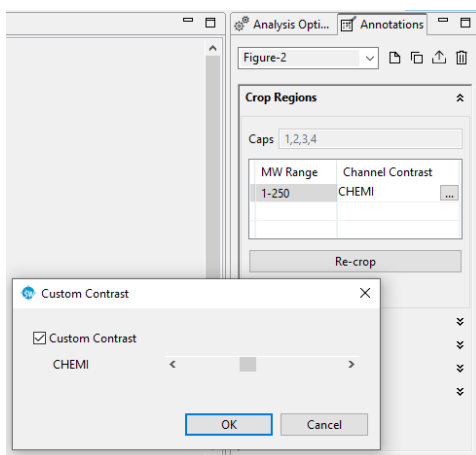 Analysis Opti...
Annotations
Figure-2
Crop Regions
Caps 1,2,3,4
MW Range Channel Contrast
1-250 CHEMI ...
Re-crop
Custom Contrast
Custom Contrast
CHEMI
OK Cancel